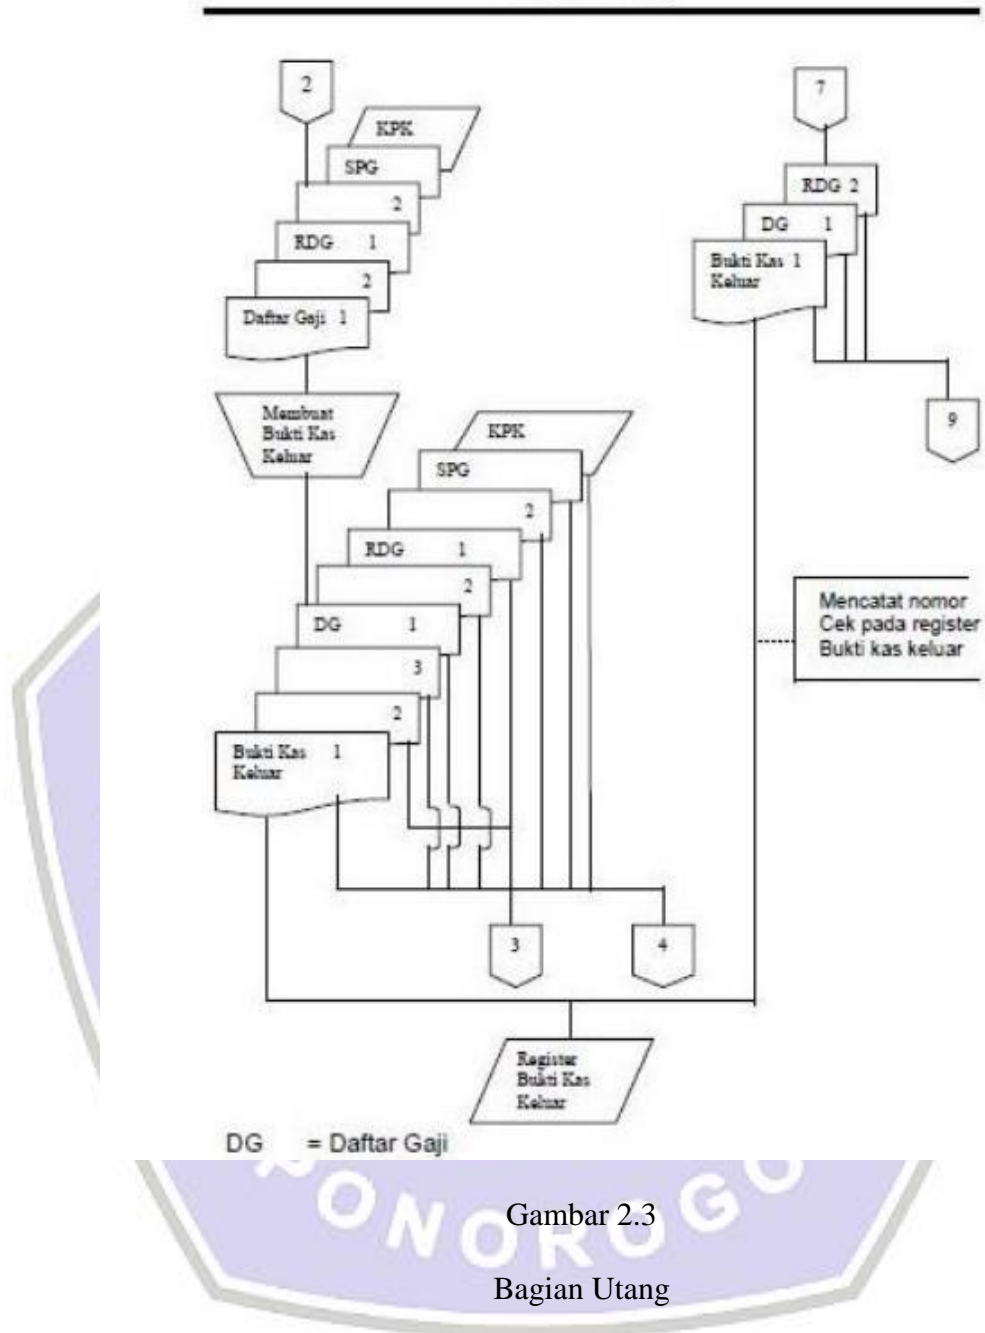 2
KPK
SPG
2
RDG 1
2
Daftar Gaji 1
Membuat
Bukti Kas
Keluar
KPK
SPG
2
RDG 1
2
DG 1
3
2
Bukti Kas 1
Keluar
3
4
7
RDG 2
DG 1
Bukti Kas 1
Keluar
9
Mencatat nomor
Cek pada register
Bukti kas keluar
Register
Bukti Kas
Keluar
DG = Daftar Gaji
PONOROGO
Gambar 2.3
Bagian Utang